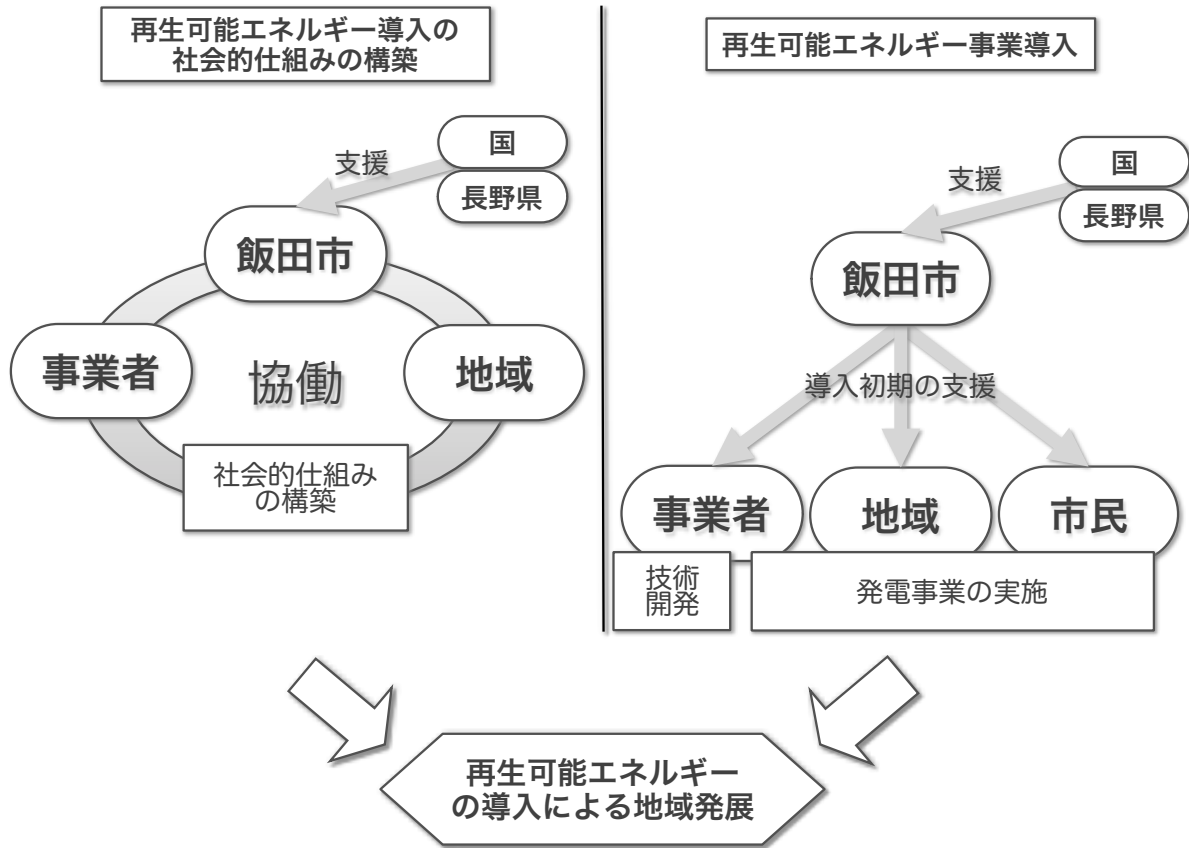 再生可能エネルギー導入の
社会的仕組みの構築
支援
国
長野県
飯田市
事業者
協働
地域
社会的仕組み
の構築
再生可能エネルギー事業導入
支援
国
長野県
飯田市
導入初期の支援
事業者
地域
市民
技術
開発
発電事業の実施
再生可能エネルギー
の導入による地域発展